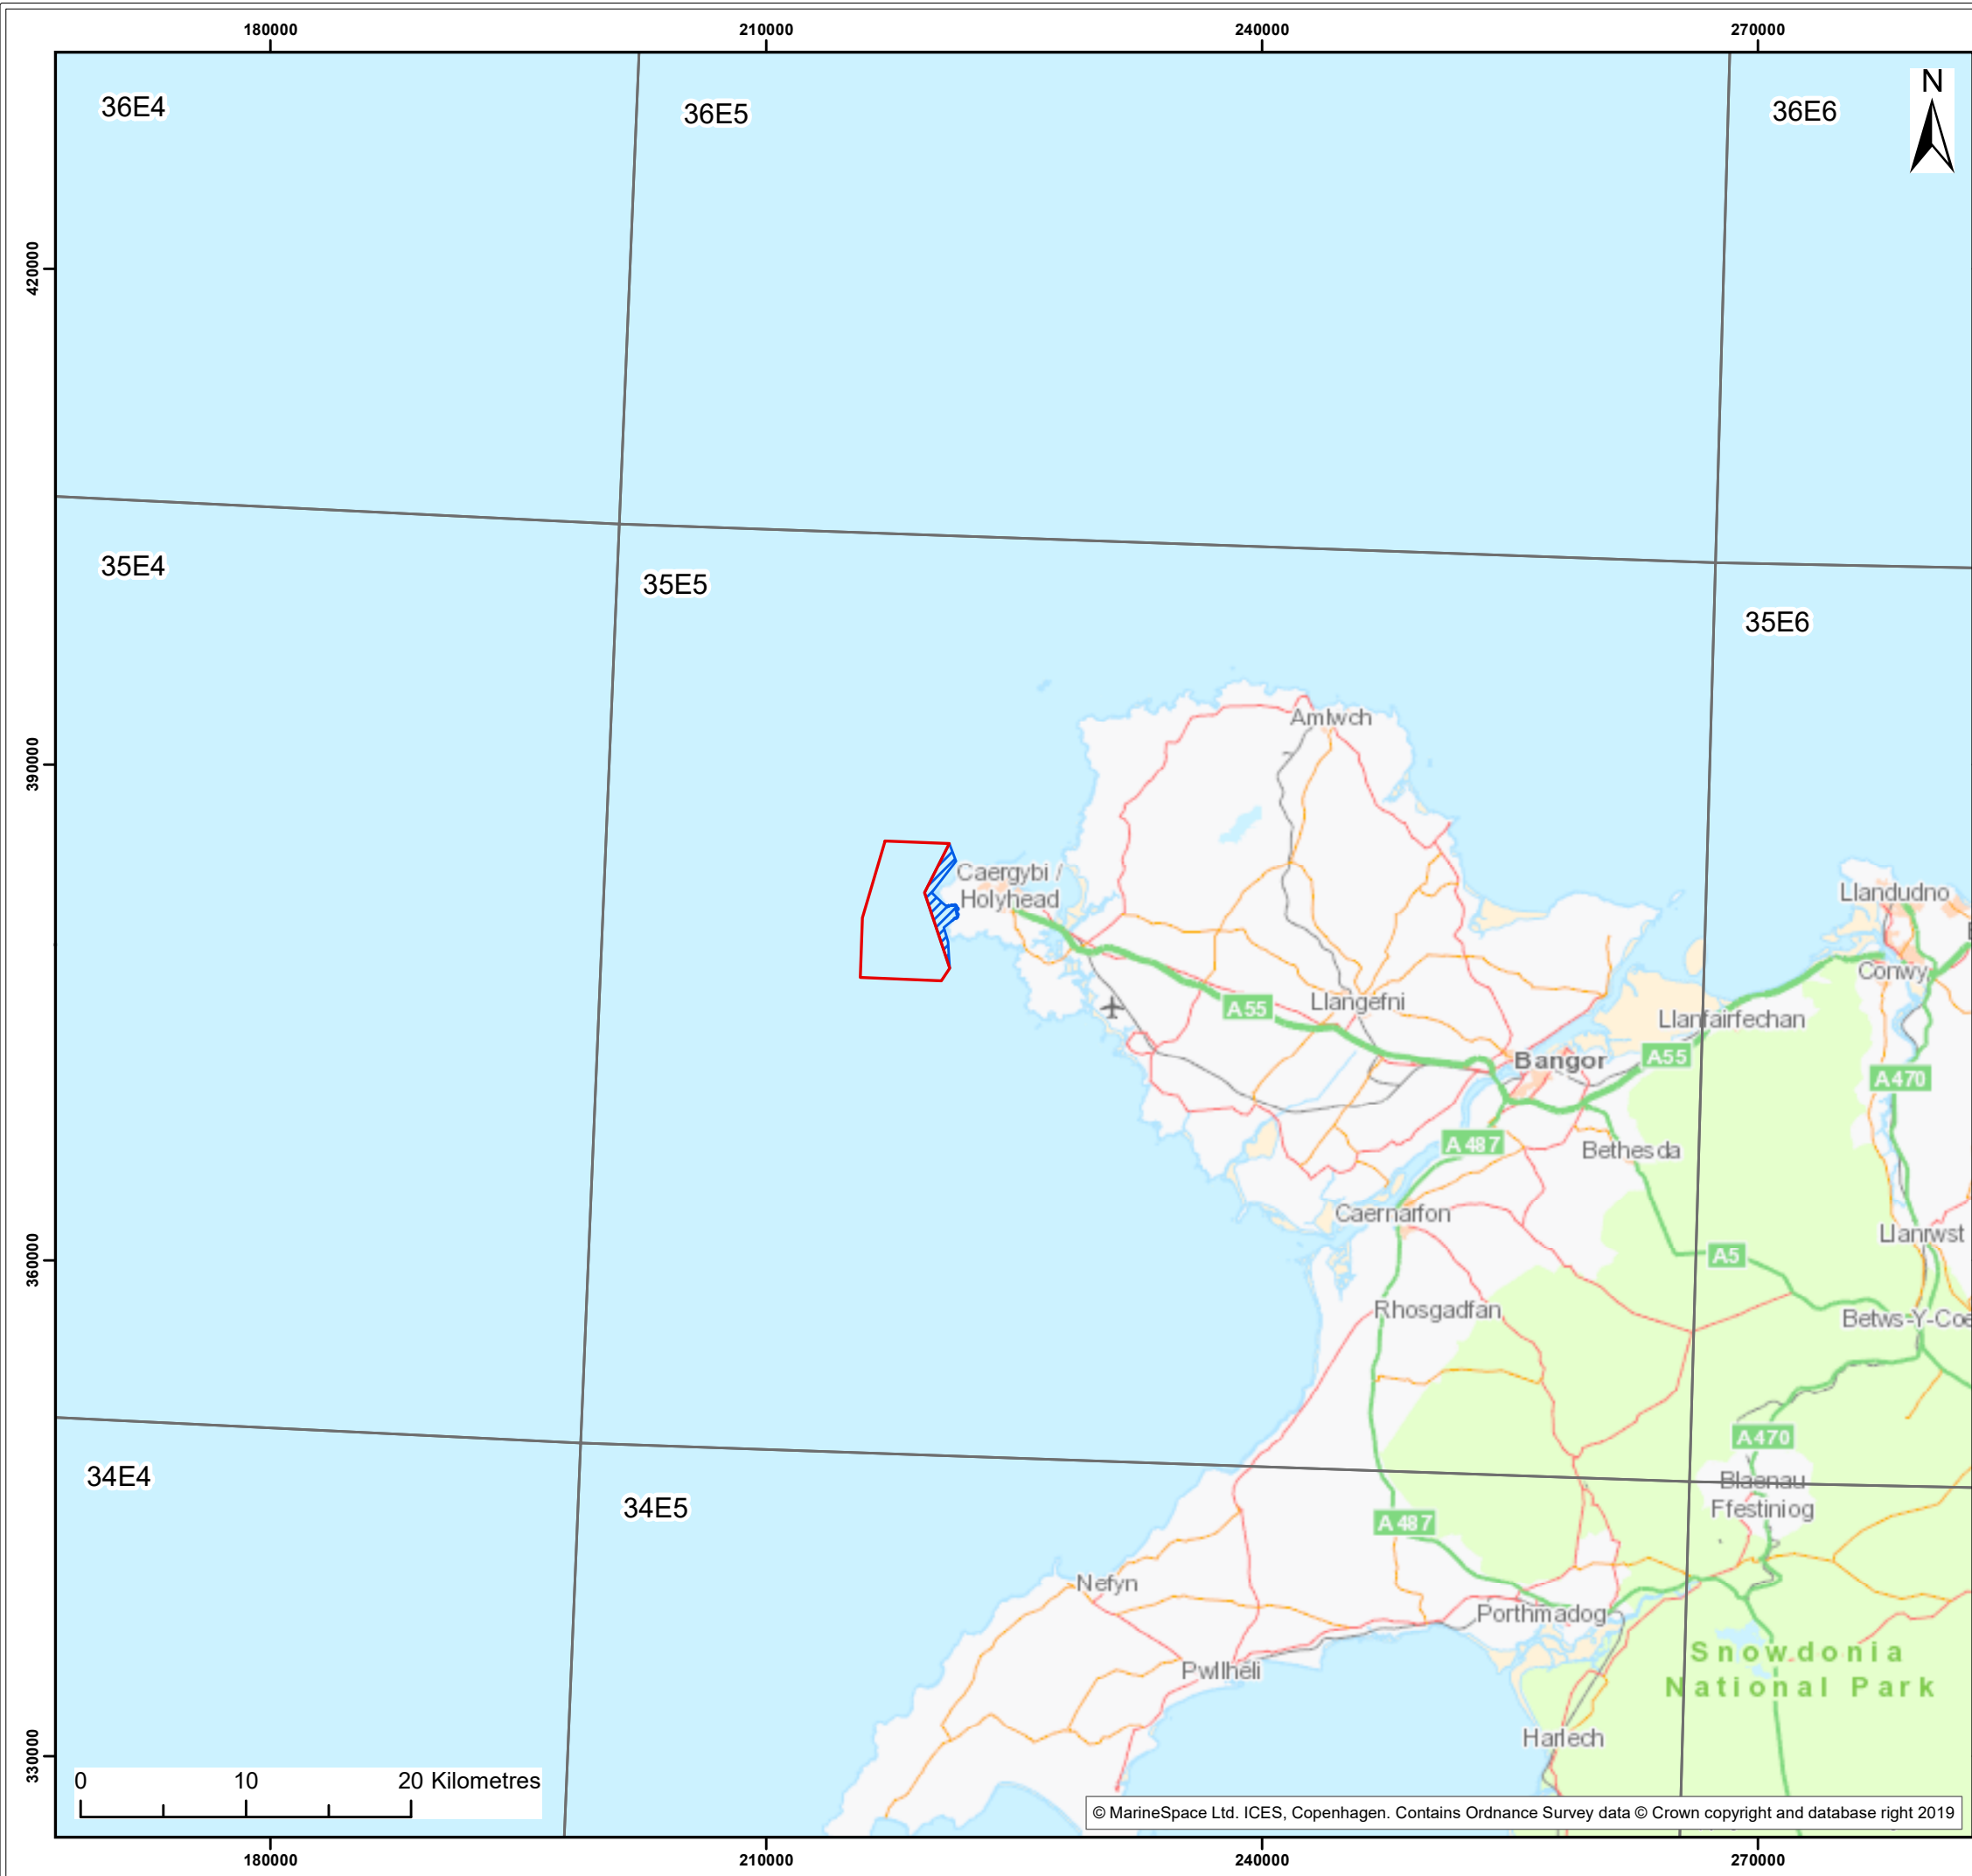 180000
210000
240000
270000
36E4
36E5
36E6
N
420000
35E4
35E5
35E6
Amlwch
390000
Caergybi /
Holyhead
Llandudno
Conwy
A55
Llangefni
Llanfairfechan
Bangor
A55
A470
A487
Bethesda
Caernarfon
Llanrwst
360000
A5
Rhosgadfan
Betws-Y-Coe
A470
34E4
34E5
Blaenau
Ffestiniog
A487
Nefyn
Porthmadog
Snowdonia
National Park
Pwllheli
Harlech
330000
0 10 20 Kilometres
© MarineSpace Ltd. ICES, Copenhagen. Contains Ordnance Survey data © Crown copyright and database right 2019
180000
210000
240000
270000